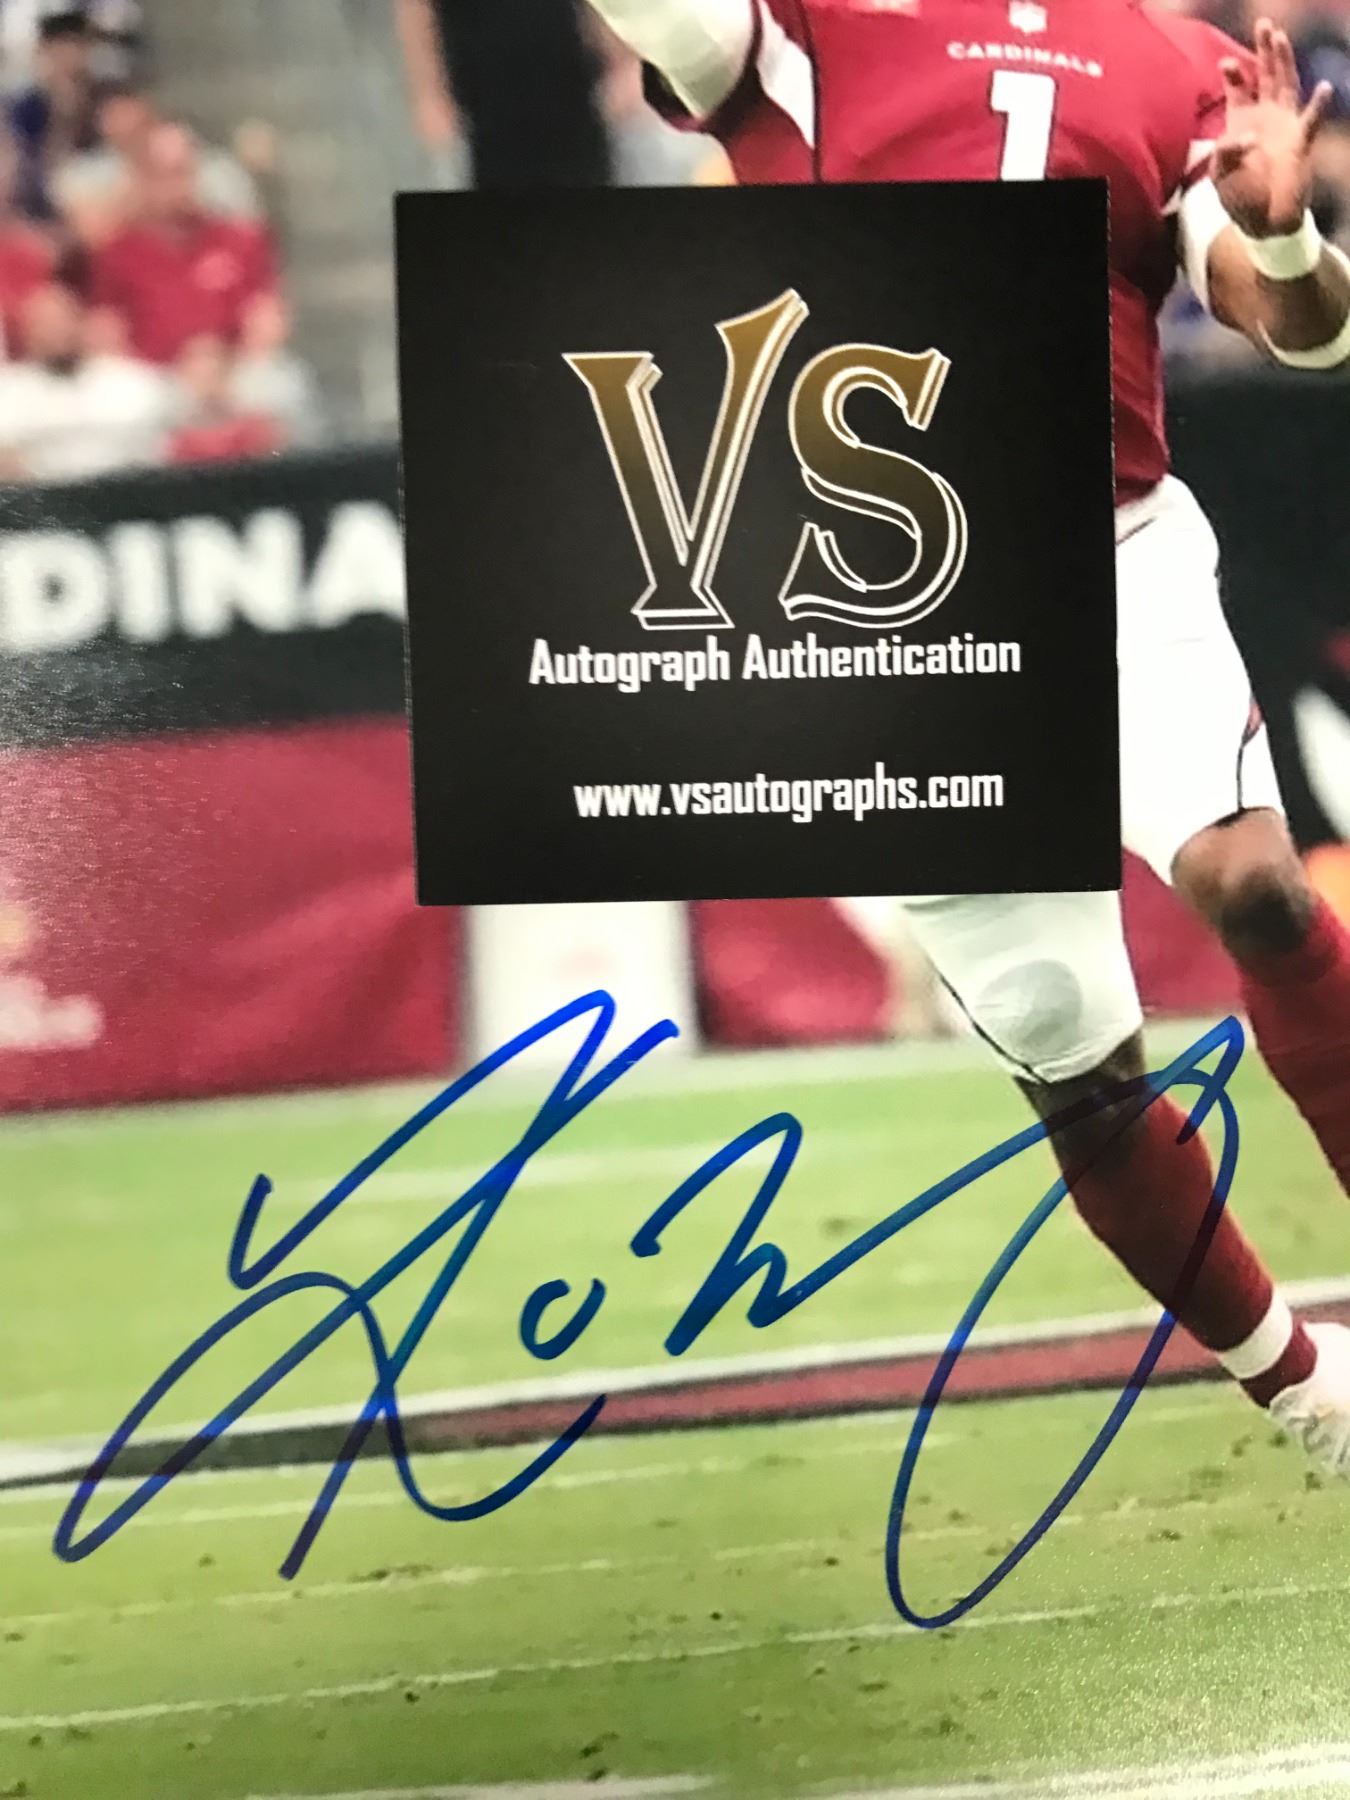 CARDINALS
1
VS
Autograph Authentication
DINA
www.vsautographs.com